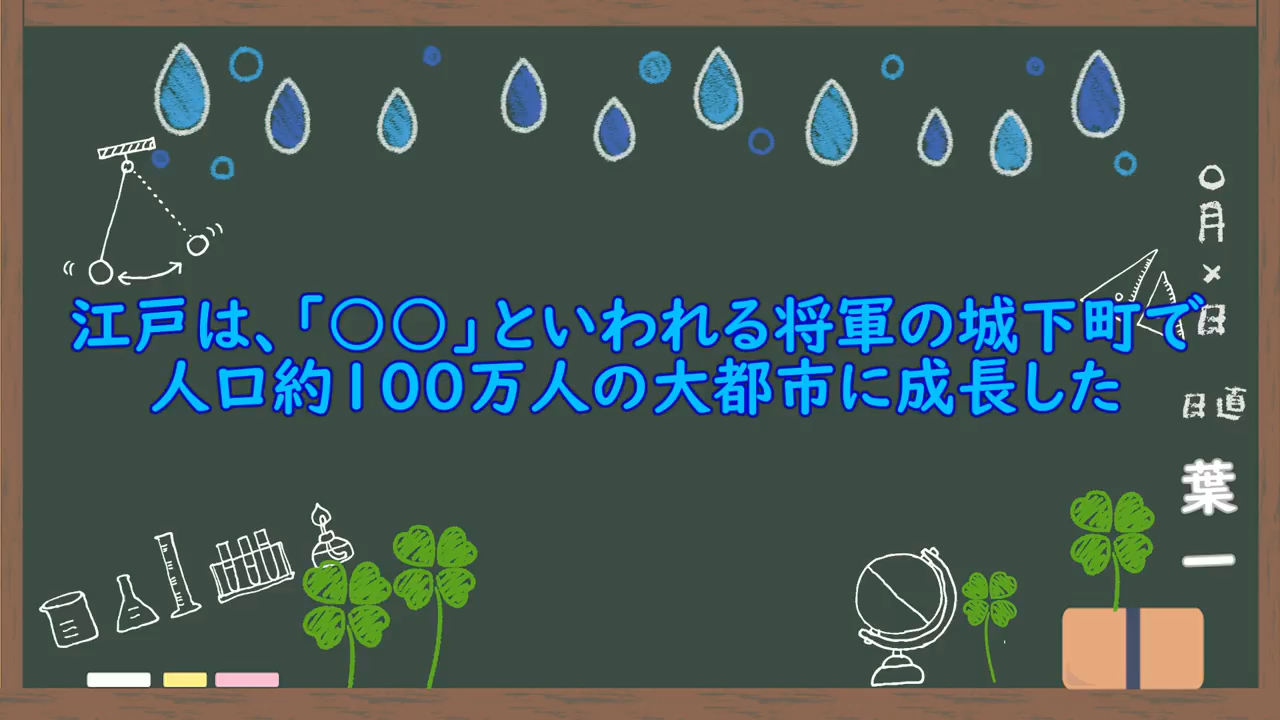 江戸は、「〇〇」といわれる将軍の城下町で
人口約100万人の大都市に成長した
〇月×日
日直
葉一